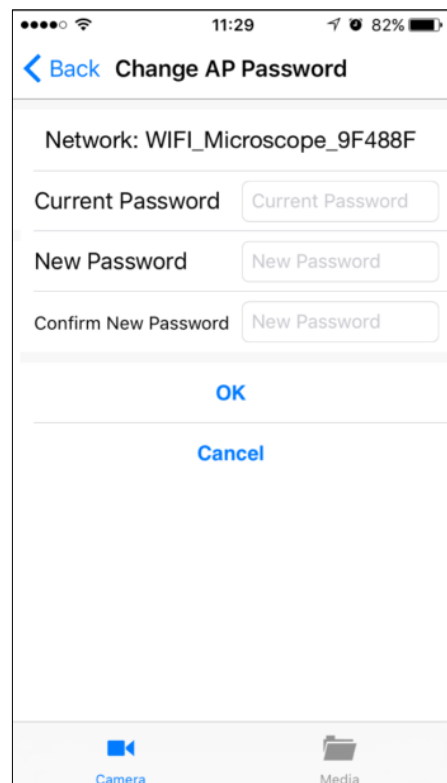 11:29 82%
Back Change AP Password
Network: WIFI_Microscope_9F488F
Current Password Current Password
New Password New Password
Confirm New Password New Password
OK
Cancel
Camera Media